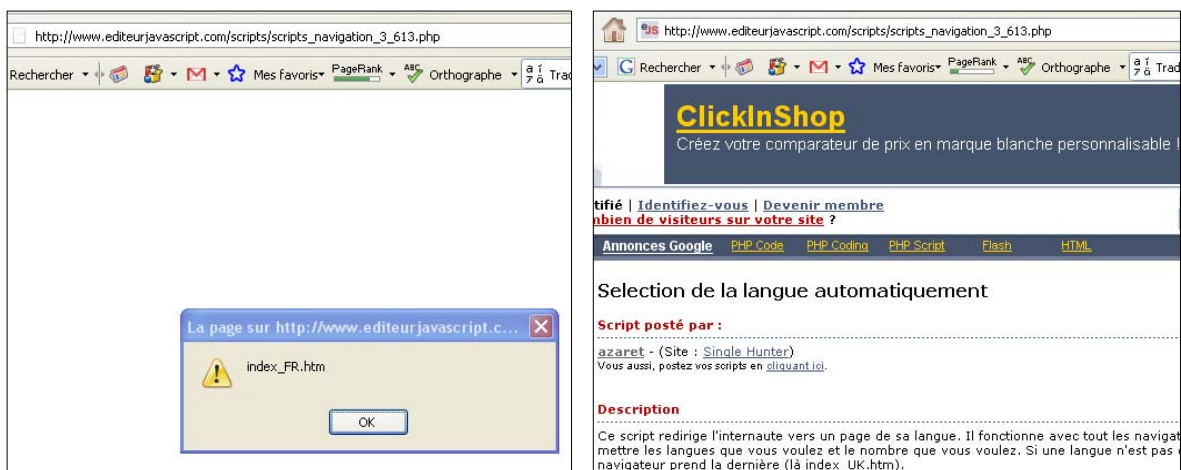 http://www.editeurjavascript.com/scripts/scripts_navigation_3_613.php
Rechercher Mes favoris PageRank ABC Orthographe Trad
La page sur http://www.editeurjavascript.c...
index_FR.htm
OK
eJS http://www.editeurjavascript.com/scripts/scripts_navigation_3_613.php
G Rechercher Mes favoris PageRank ABC Orthographe Trad
ClickInShop
Créez votre comparateur de prix en marque blanche personnalisable !
tifié | Identifiez-vous | Devenir membre
nbien de visiteurs sur votre site ?
Annonces Google PHP Code PHP Coding PHP Script Flash HTML
Selection de la langue automatiquement
Script posté par :
azaret - (Site : Single Hunter)
Vous aussi, postez vos scripts en cliquant ici.
Description
Ce script redirige l'internaute vers un page de sa langue. Il fonctionne avec tout les navigat
mettre les langues que vous voulez et le nombre que vous voulez. Si une langue n'est pas
navigateur prend la dernière (là index_UK.htm).